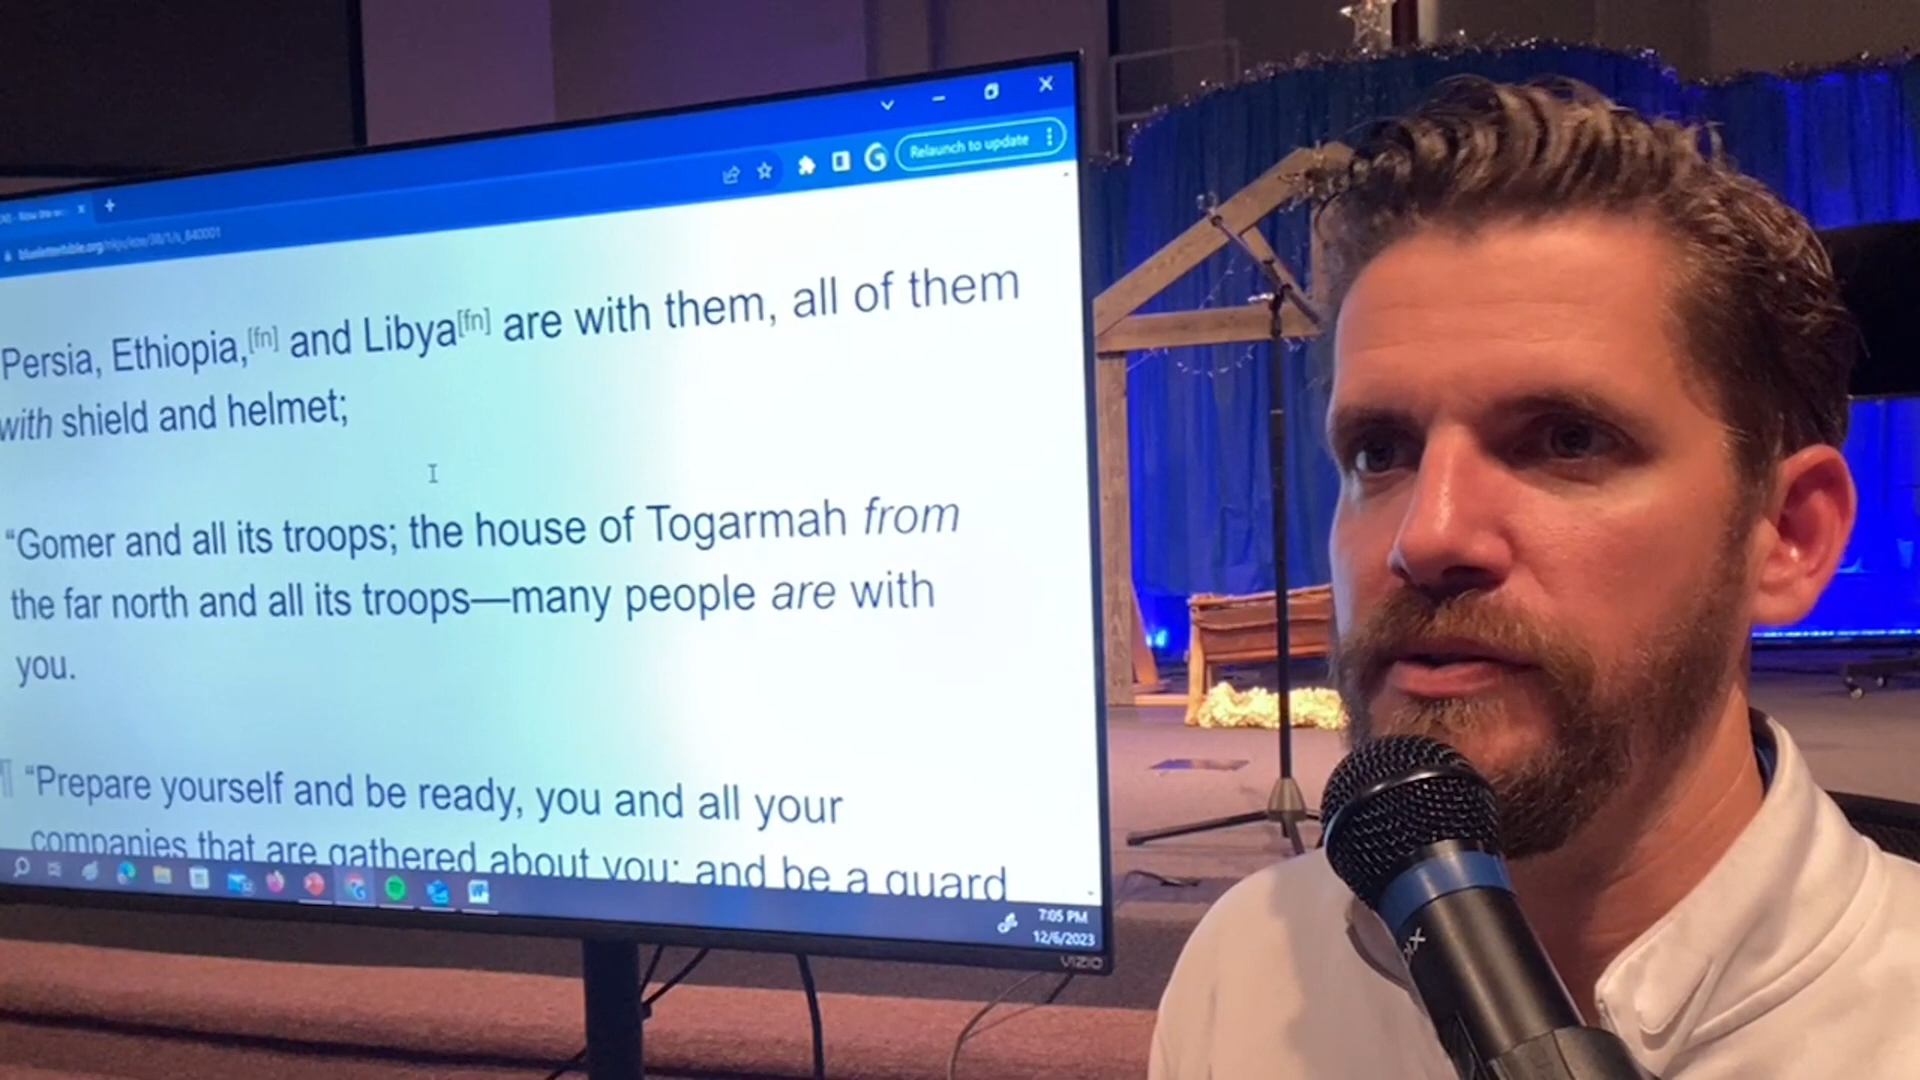 Relaunch to update
Persia, Ethiopia,[fn] and Libya[fn] are with them, all of them
with shield and helmet;
“Gomer and all its troops; the house of Togarmah from
the far north and all its troops—many people are with
you.
¶ “Prepare yourself and be ready, you and all your
companies that are gathered about you; and be a guard
7:05 PM
12/6/2023
VIZIO